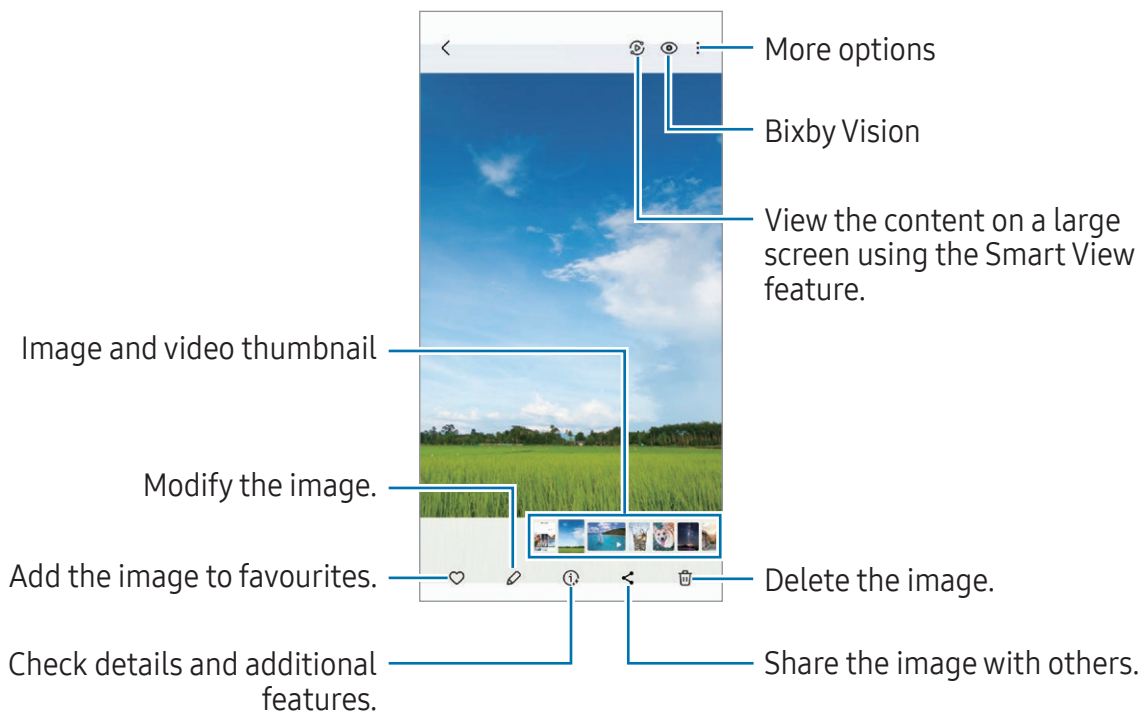 More options
Bixby Vision
View the content on a large
screen using the Smart View
feature.
Image and video thumbnail
Modify the image.
Add the image to favourites.
Delete the image.
Check details and additional
features.
Share the image with others.